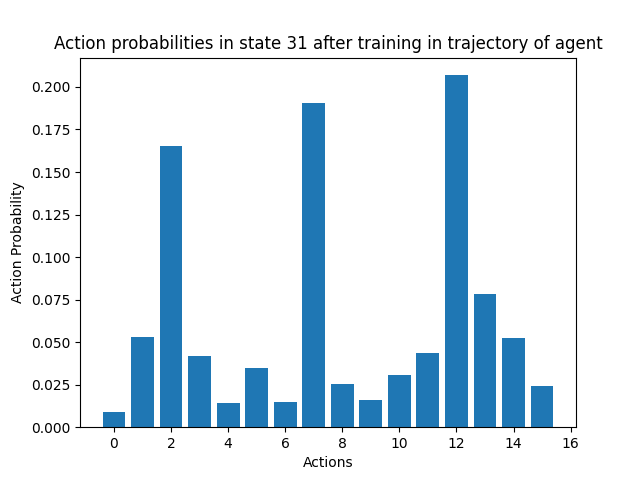 Action probabilities in state 31 after training in trajectory of agent
0.200
0.175
0.150
0.125
0.100
0.075
0.050
0.025
0.000
Action Probability
0 2 4 6 8 10 12 14 16
Actions